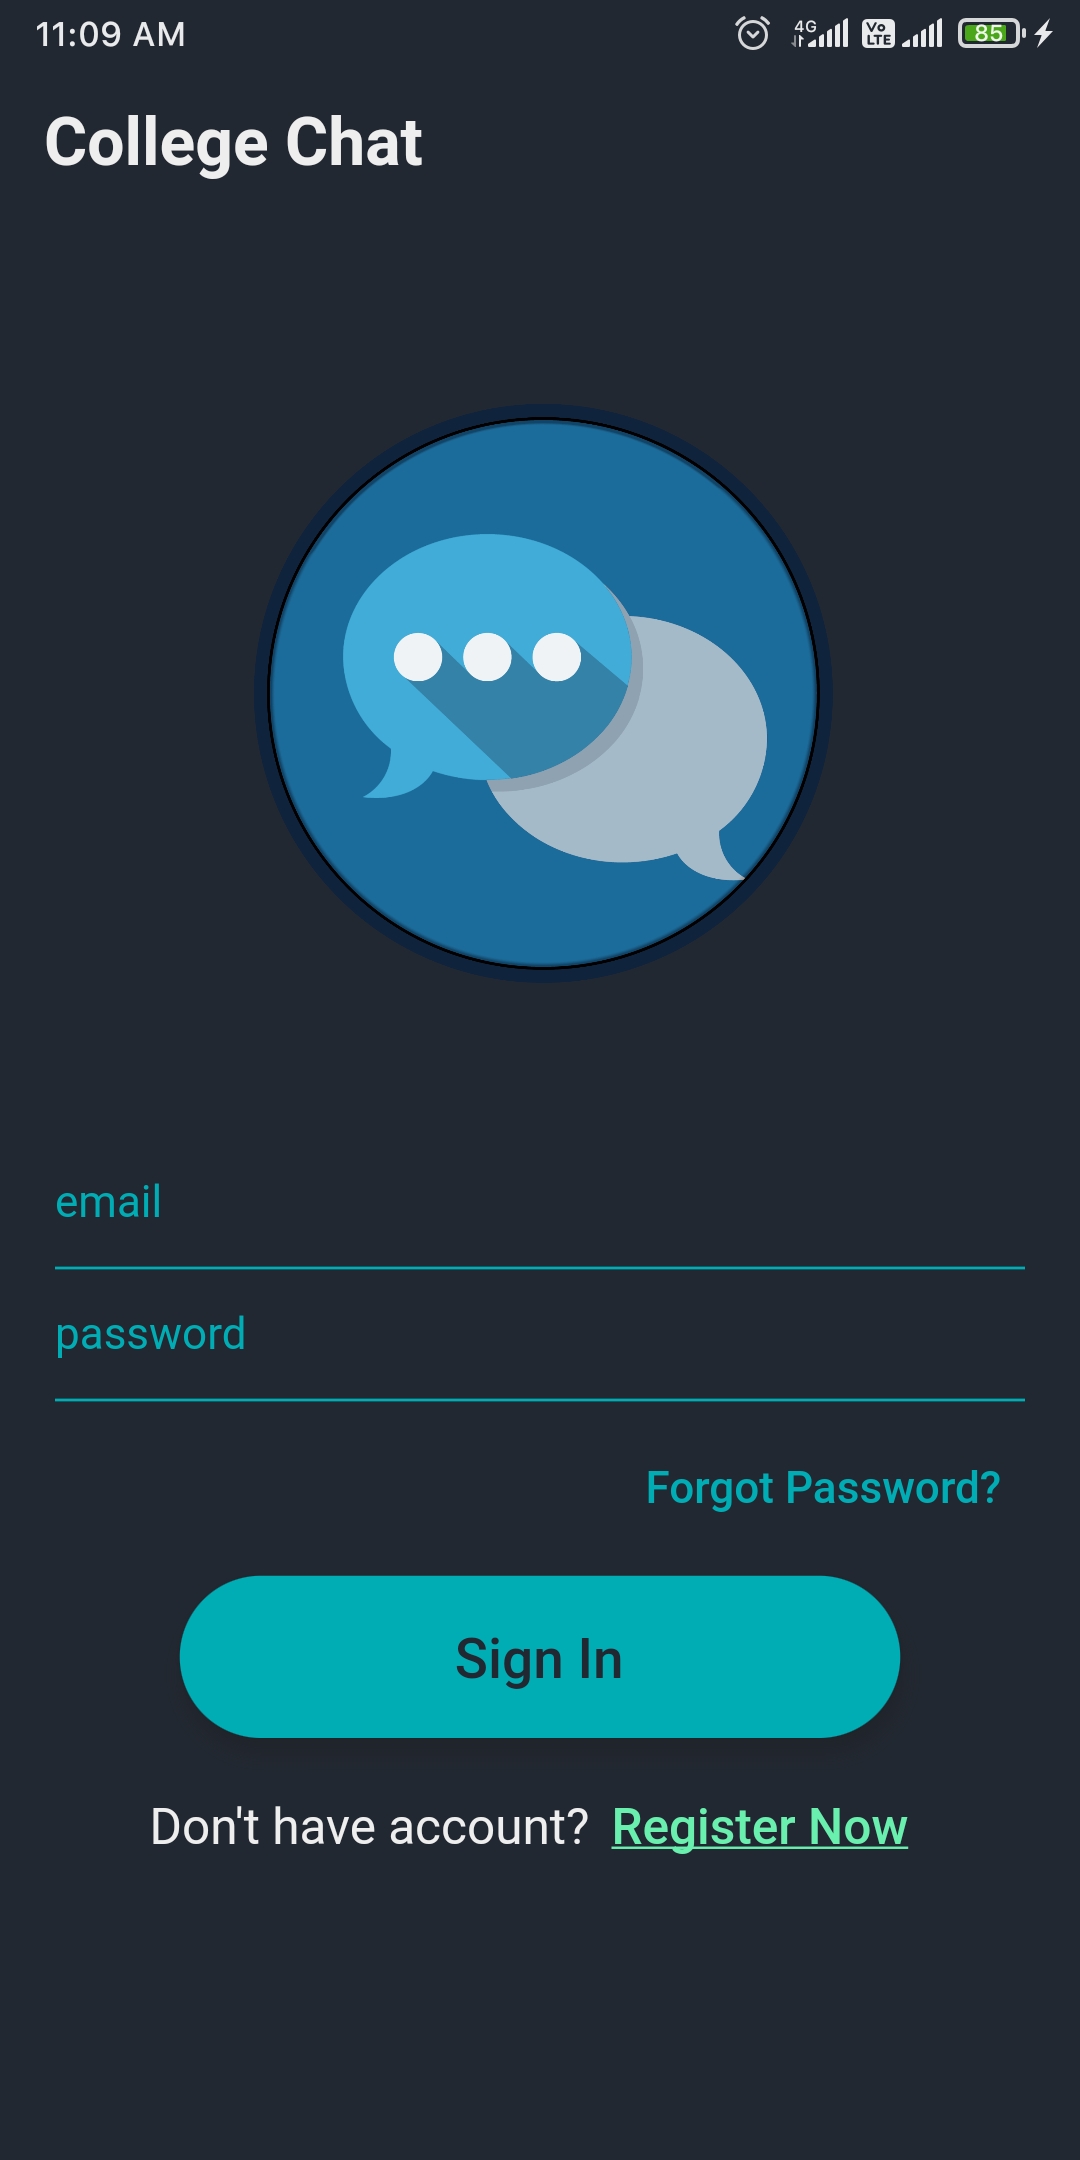 11:09 AM 4G Vo LTE 85
College Chat
email
password
Forgot Password?
Sign In
Don't have account? Register Now